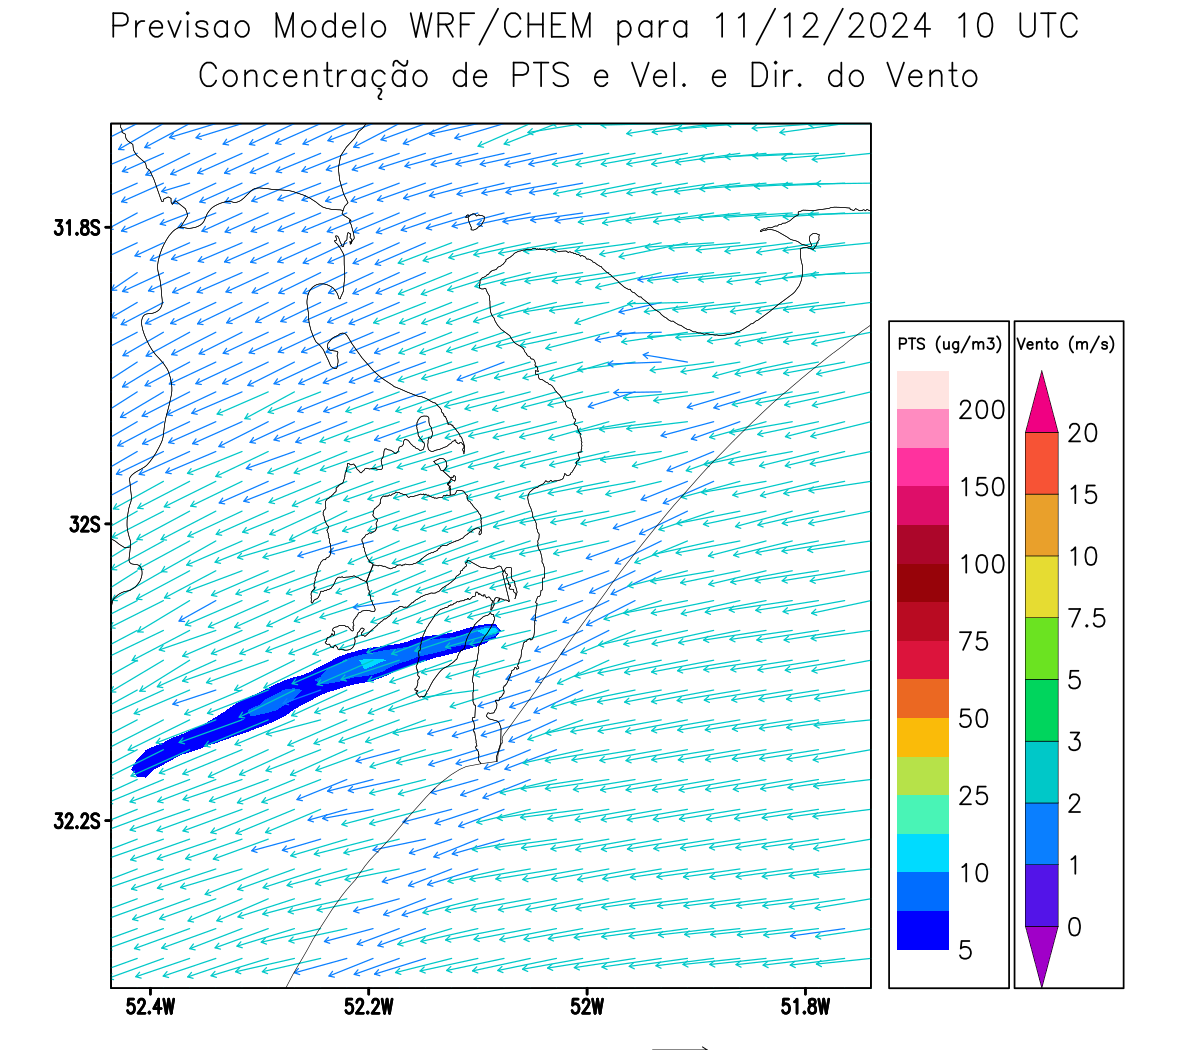 Previsao Modelo WRF/CHEM para 11/12/2024 10 UTC
Concentração de PTS e Vel. e Dir. do Vento
31.8S
32S
32.2S
52.4W
52.2W
52W
51.8W
PTS (ug/m3)
200
150
100
75
50
25
10
5
Vento (m/s)
20
15
10
7.5
5
3
2
1
0